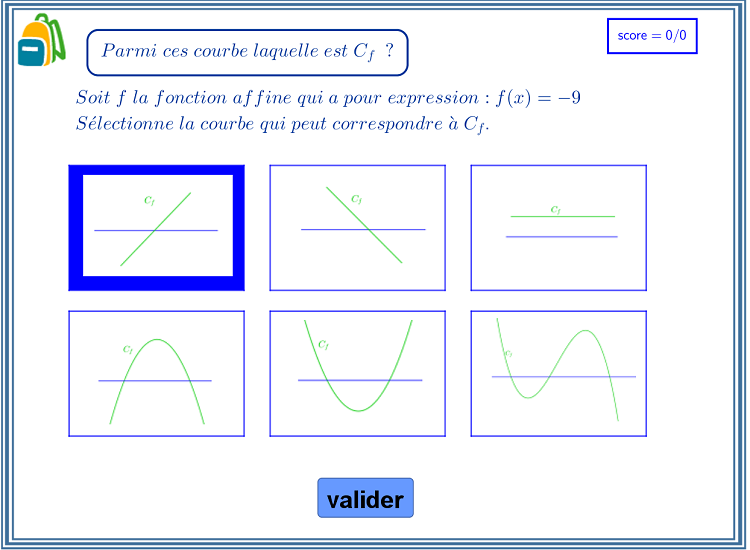 Parmi ces courbe laquelle est C_f ?
score = 0/0
Soit f la fonction affine qui a pour expression : f(x) = −9
Sélectionne la courbe qui peut correspondre à C_f.
C_f
C_f
C_f
C_f
C_f
C_f
valider